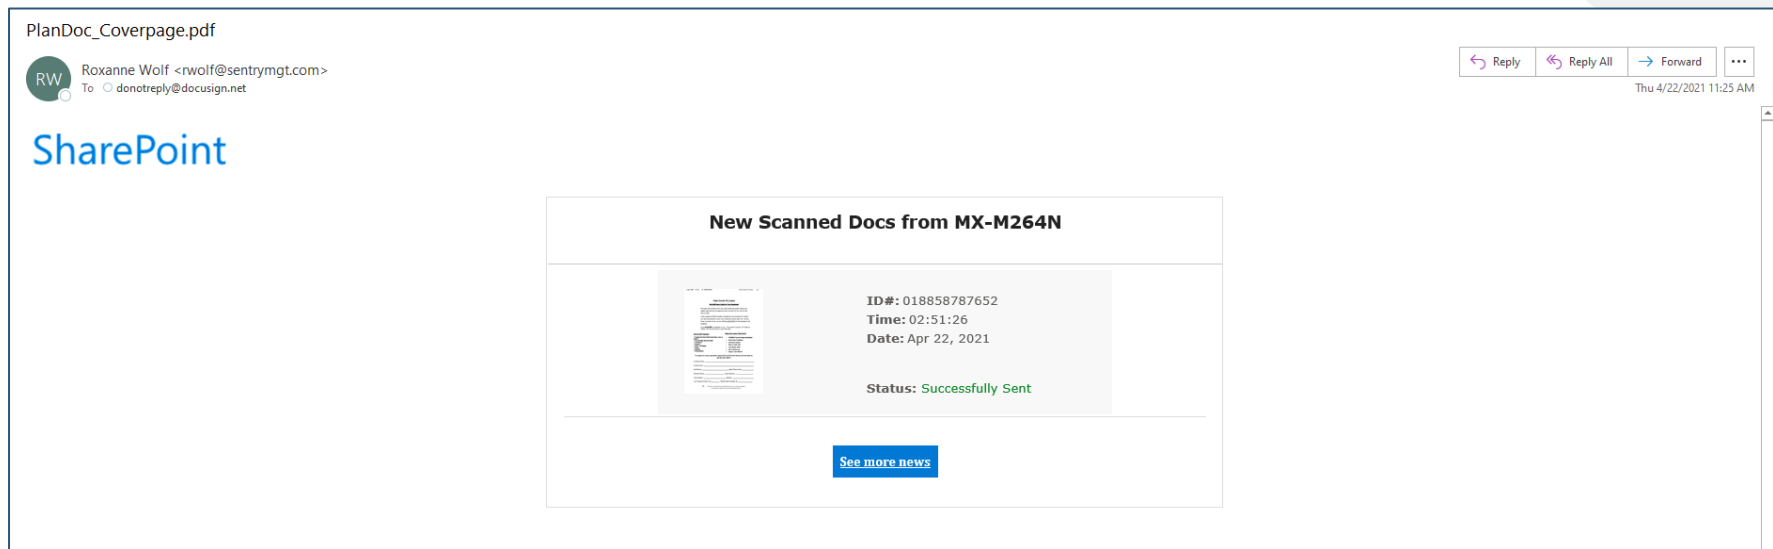 PlanDoc_Coverpage.pdf
RW
Roxanne Wolf <rwolf@sentrymgt.com>
To donotreply@docusign.net
Reply
Reply All
Forward
Thu 4/22/2021 11:25 AM
SharePoint
New Scanned Docs from MX-M264N
ID#: 018858787652
Time: 02:51:26
Date: Apr 22, 2021
Status: Successfully Sent
See more news